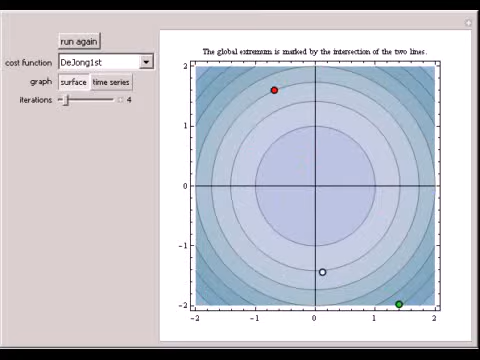 run again
cost function DeJong1st
graph surface time series
iterations 4
The global extremum is marked by the intersection of the two lines.
2
1
0
-1
-2
-2 -1 0 1 2